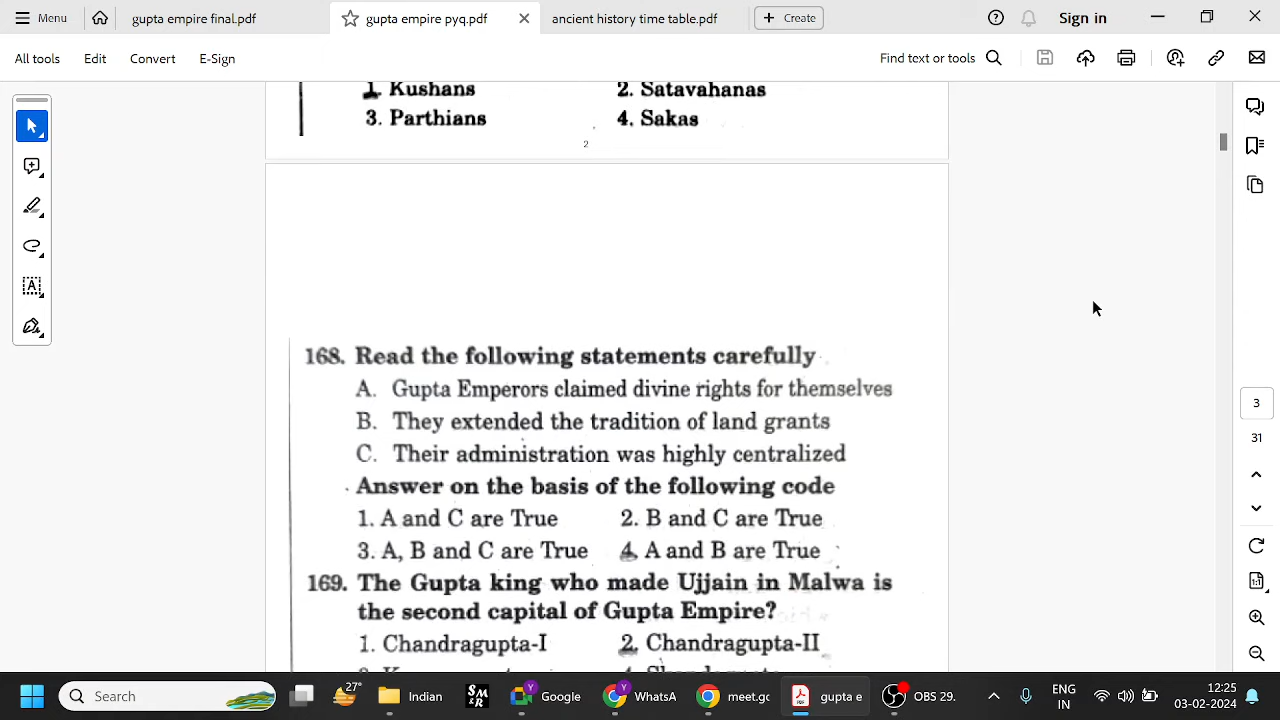 Menu
gupta empire final.pdf
gupta empire pyq.pdf
ancient history time table.pdf
Create
Sign in
All tools
Edit
Convert
E-Sign
Find text or tools
1. Kushans 2. Satavahanas
3. Parthians 4. Sakas
2
168. Read the following statements carefully
A. Gupta Emperors claimed divine rights for themselves
B. They extended the tradition of land grants
C. Their administration was highly centralized
Answer on the basis of the following code
1. A and C are True 2. B and C are True
3. A, B and C are True 4. A and B are True
169. The Gupta king who made Ujjain in Malwa is
the second capital of Gupta Empire?
1. Chandragupta-I 2. Chandragupta-II
3
31
Search
27°
Indian
Google
WhatsA
meet.gc
gupta e
OBS 29
ENG
IN
03-02-202